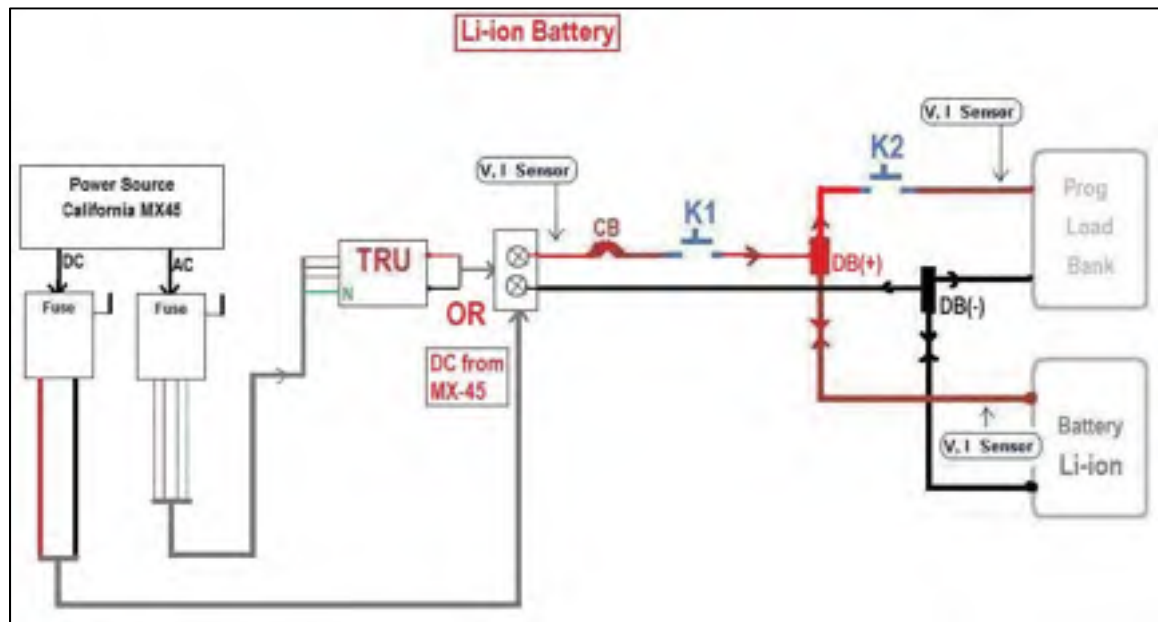 Li-ion Battery
Power Source
California MX45
DC
AC
Fuse
Fuse
N
TRU
OR
DC from
MX-45
V, I Sensor
CB
K1
K2
V, I Sensor
DB(+)
DB(-)
Prog
Load
Bank
V, I Sensor
Battery
Li-ion